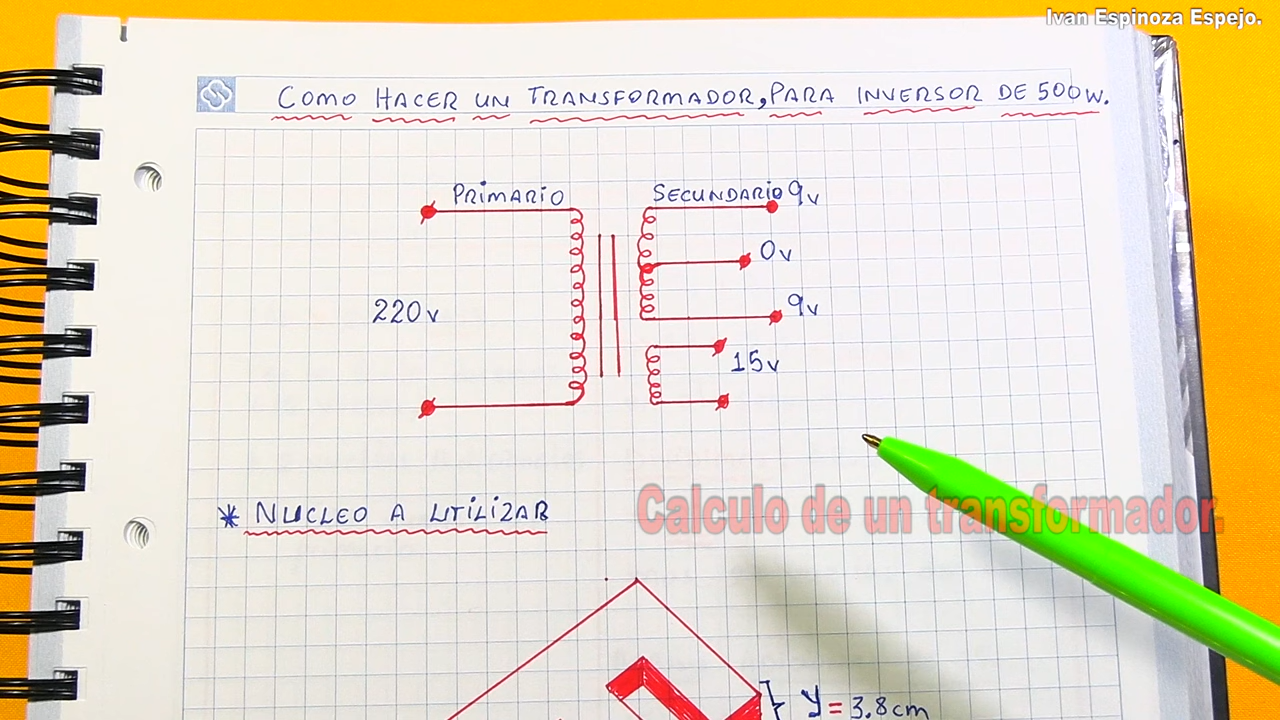 Ivan Espinoza Espejo.
COMO HACER UN TRANSFORMADOR, PARA INVERSOR DE 500W.
PRIMARIO
SECUNDARIO 9v
0v
220v
9v
15v
* NUCLEO A UTILIZAR
Calculo de un transformador.
y = 3.8cm